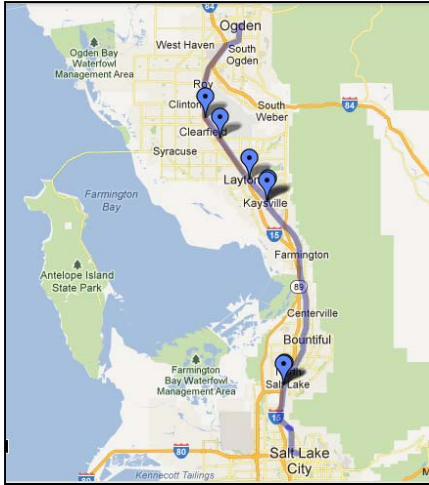 84
Ogden
Ogden Bay
Waterfowl
Management Area
West Haven
South
Ogden
Roy
Clinton
South
Weber
84
Clearfield
Syracuse
Layton
Kaysville
Farmington
Bay
15
Farmington
Antelope Island
State Park
89
Centerville
Bountiful
Farmington
Bay Waterfowl
Management Area
Salt Lake
15
80
Salt Lake
City
80
80
Kennecott Tailings
M